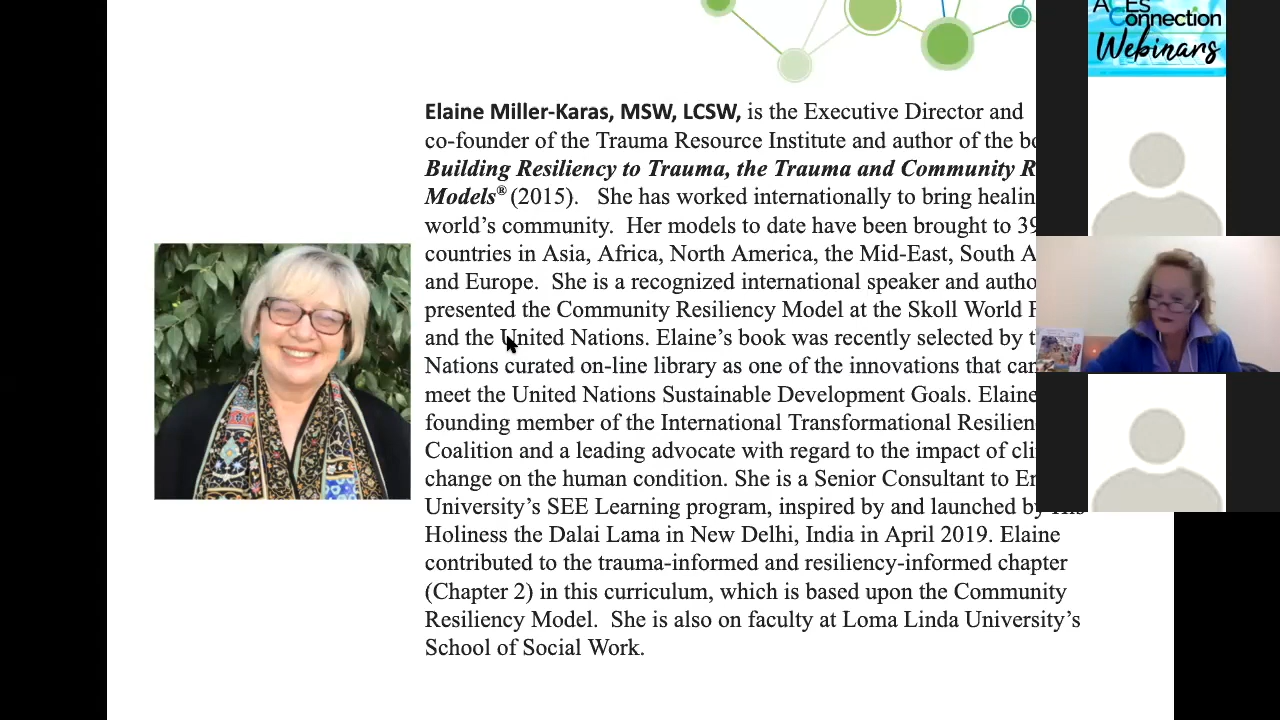 ACEs
Connection
Webinars
Elaine Miller-Karas, MSW, LCSW, is the Executive Director and
co-founder of the Trauma Resource Institute and author of the
Building Resiliency to Trauma, the Trauma and Community
Models® (2015). She has worked internationally to bring
world’s community. Her models to date have been brought to 39
countries in Asia, Africa, North America, the Mid-East, South
and Europe. She is a recognized international speaker and
presented the Community Resiliency Model at the Skoll World
and the United Nations. Elaine’s book was recently selected by
Nations curated on-line library as one of the innovations that can
meet the United Nations Sustainable Development Goals. Elaine
founding member of the International Transformational
Coalition and a leading advocate with regard to the impact of
change on the human condition. She is a Senior Consultant to
University’s SEE Learning program, inspired by and launched by His
Holiness the Dalai Lama in New Delhi, India in April 2019. Elaine
contributed to the trauma-informed and resiliency-informed chapter
(Chapter 2) in this curriculum, which is based upon the Community
Resiliency Model. She is also on faculty at Loma Linda University’s
School of Social Work.